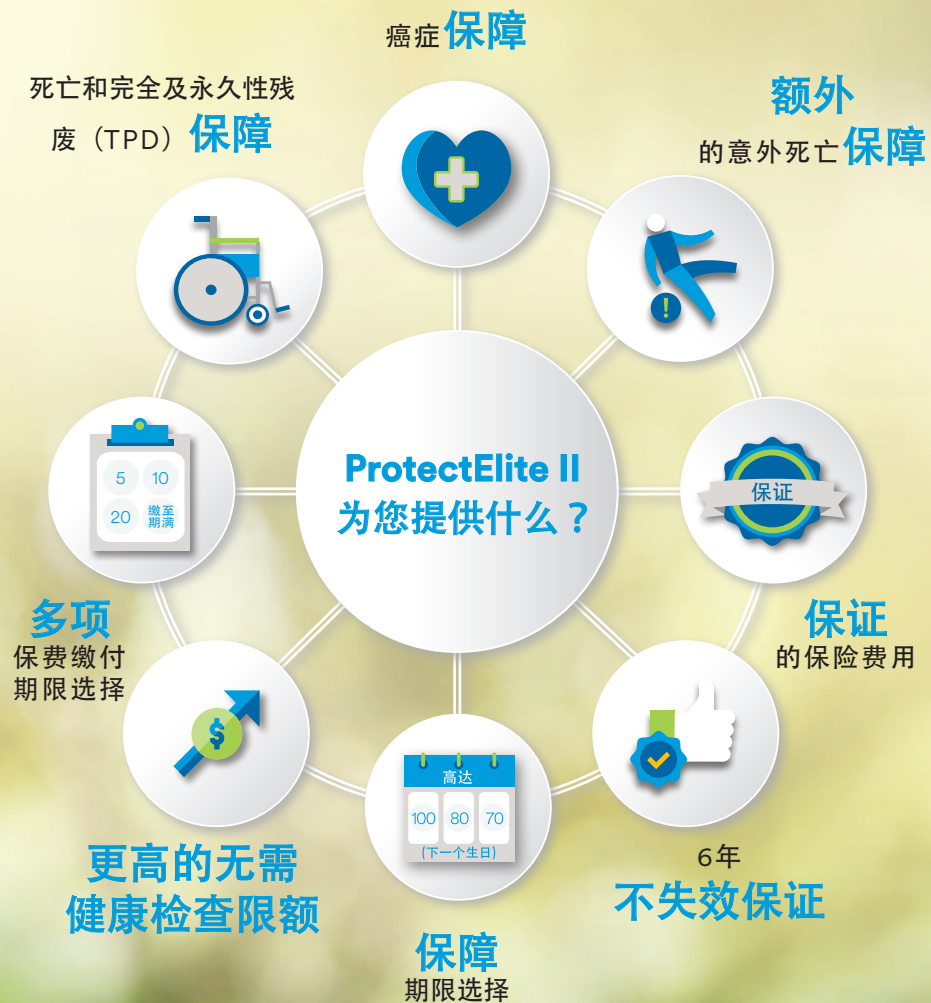 癌症保障
死亡和完全及永久性残
废（TPD）保障
额外
的意外死亡保障
ProtectElite II
为您提供什么？
5 10
20 缴至
期满
保证
多项
保费缴付
期限选择
保证
的保险费用
$
高达
100 80 70
(下一个生日)
6年
不失效保证
更高的无需
健康检查限额
保障
期限选择